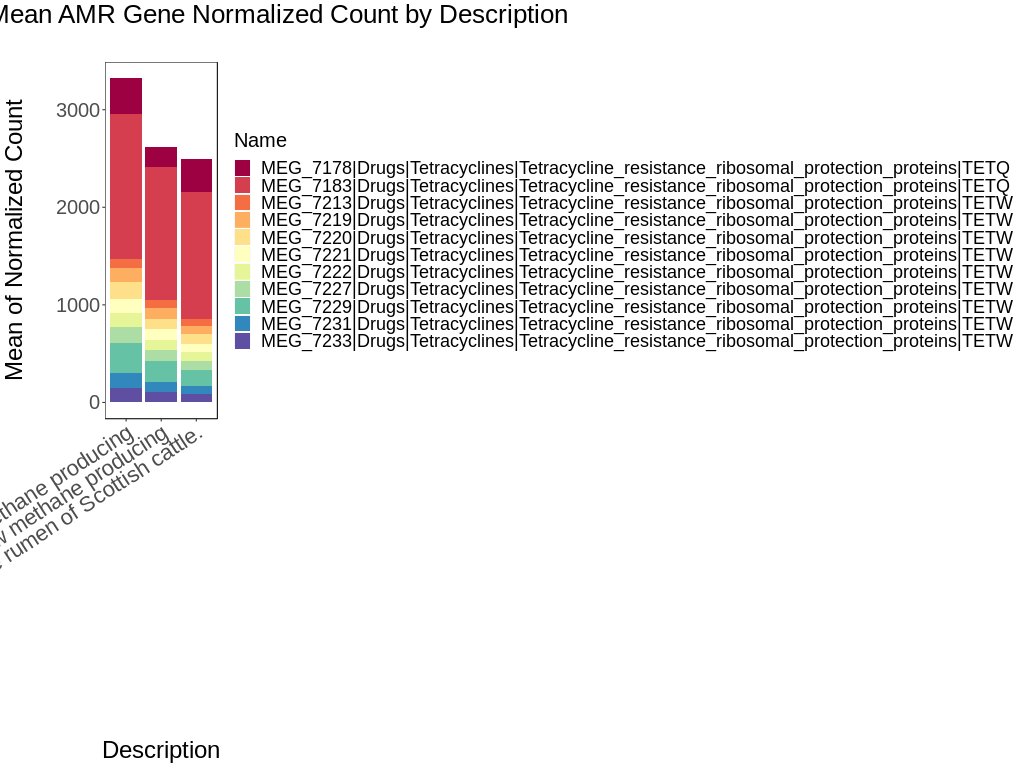 Mean AMR Gene Normalized Count by Description
Mean of Normalized Count
3000
2000
1000
0
Name
MEG_7178|Drugs|Tetracyclines|Tetracycline_resistance_ribosomal_protection_proteins|TETQ
MEG_7183|Drugs|Tetracyclines|Tetracycline_resistance_ribosomal_protection_proteins|TETQ
MEG_7213|Drugs|Tetracyclines|Tetracycline_resistance_ribosomal_protection_proteins|TETW
MEG_7219|Drugs|Tetracyclines|Tetracycline_resistance_ribosomal_protection_proteins|TETW
MEG_7220|Drugs|Tetracyclines|Tetracycline_resistance_ribosomal_protection_proteins|TETW
MEG_7221|Drugs|Tetracyclines|Tetracycline_resistance_ribosomal_protection_proteins|TETW
MEG_7222|Drugs|Tetracyclines|Tetracycline_resistance_ribosomal_protection_proteins|TETW
MEG_7227|Drugs|Tetracyclines|Tetracycline_resistance_ribosomal_protection_proteins|TETW
MEG_7229|Drugs|Tetracyclines|Tetracycline_resistance_ribosomal_protection_proteins|TETW
MEG_7231|Drugs|Tetracyclines|Tetracycline_resistance_ribosomal_protection_proteins|TETW
MEG_7233|Drugs|Tetracyclines|Tetracycline_resistance_ribosomal_protection_proteins|TETW
producing
methane producing
rumen of Scottish cattle.
Description